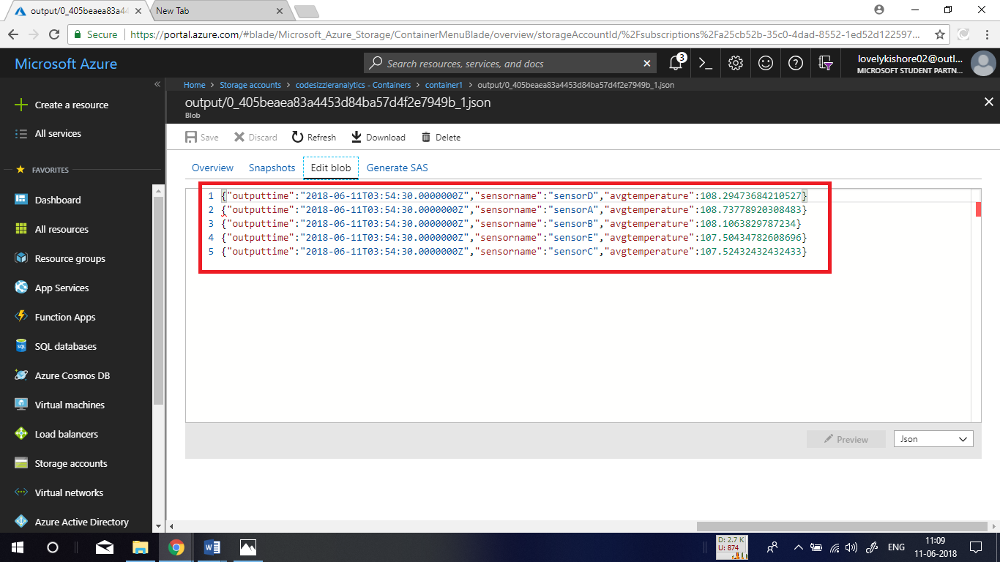 output/0_405beaea83a44
New Tab
Secure
https://portal.azure.com/#blade/Microsoft_Azure_Storage/ContainerMenuBlade/overview/storageAccountId/%2Fsubscriptions%2Fa25cb52b-35c0-4dad-8552-1ed52d122597...
Microsoft Azure
Search resources, services, and docs
3
lovelykishore02@outl...
MICROSOFT STUDENT PARTN...
Home > Storage accounts > codesizzleranalytics - Containers > container1 > output/0_405beaea83a4453d84ba57d4f2e7949b_1.json
output/0_405beaea83a4453d84ba57d4f2e7949b_1.json
Blob
Save Discard Refresh Download Delete
Overview Snapshots Edit blob Generate SAS
1 {"outputtime":"2018-06-11T03:54:30.0000000Z","sensorname":"sensorD","avgtemperature":108.29473684210527}
2 {"outputtime":"2018-06-11T03:54:30.0000000Z","sensorname":"sensorA","avgtemperature":108.73778920308483}
3 {"outputtime":"2018-06-11T03:54:30.0000000Z","sensorname":"sensorB","avgtemperature":108.1063829787234}
4 {"outputtime":"2018-06-11T03:54:30.0000000Z","sensorname":"sensorE","avgtemperature":107.50434782608696}
5 {"outputtime":"2018-06-11T03:54:30.0000000Z","sensorname":"sensorC","avgtemperature":107.52432432432433}
Preview
Json
Create a resource
All services
FAVORITES
Dashboard
All resources
Resource groups
App Services
Function Apps
SQL databases
Azure Cosmos DB
Virtual machines
Load balancers
Storage accounts
Virtual networks
Azure Active Directory
D: 2.7 K
U: 874
ENG
11:09
11-06-2018